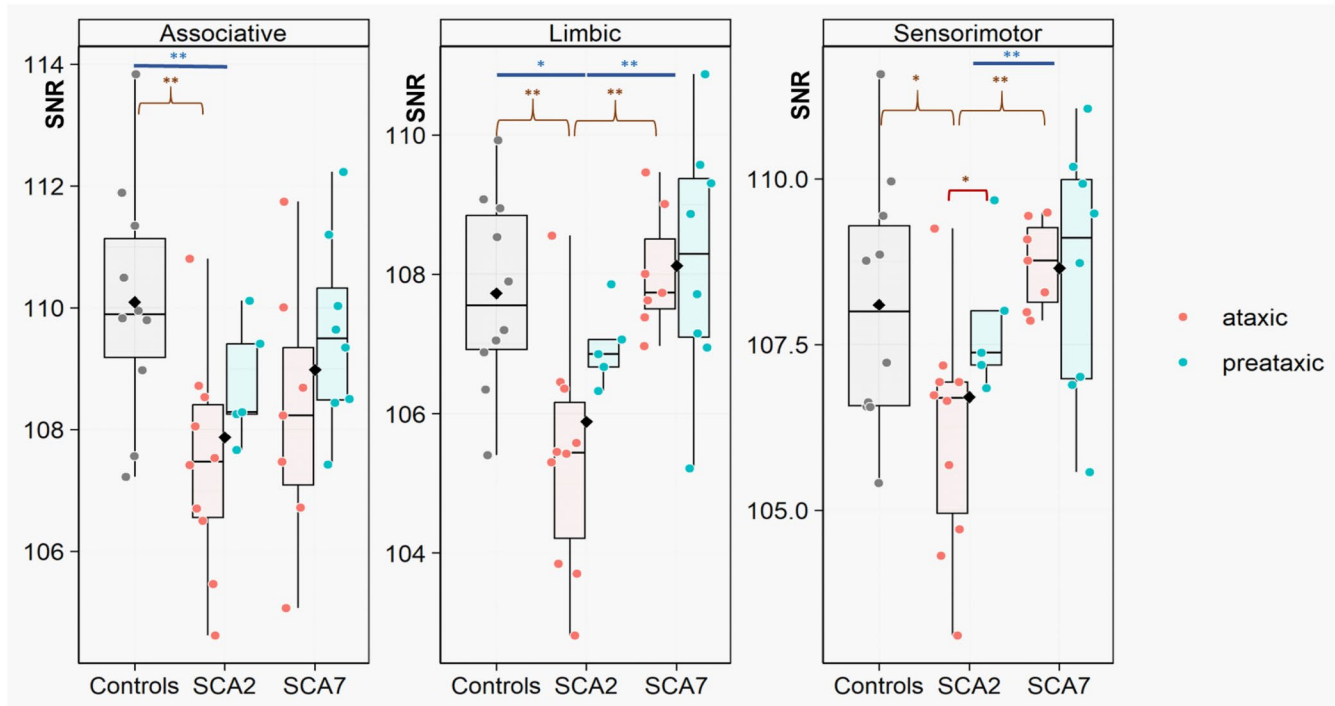 Associative
Limbic
Sensorimotor
SNR
114
112
110
108
106
**
**
Controls SCA2 SCA7
SNR
110
108
106
104
*
**
**
**
Controls SCA2 SCA7
SNR
110.0
107.5
105.0
**
*
**
*
Controls SCA2 SCA7
ataxic
preataxic